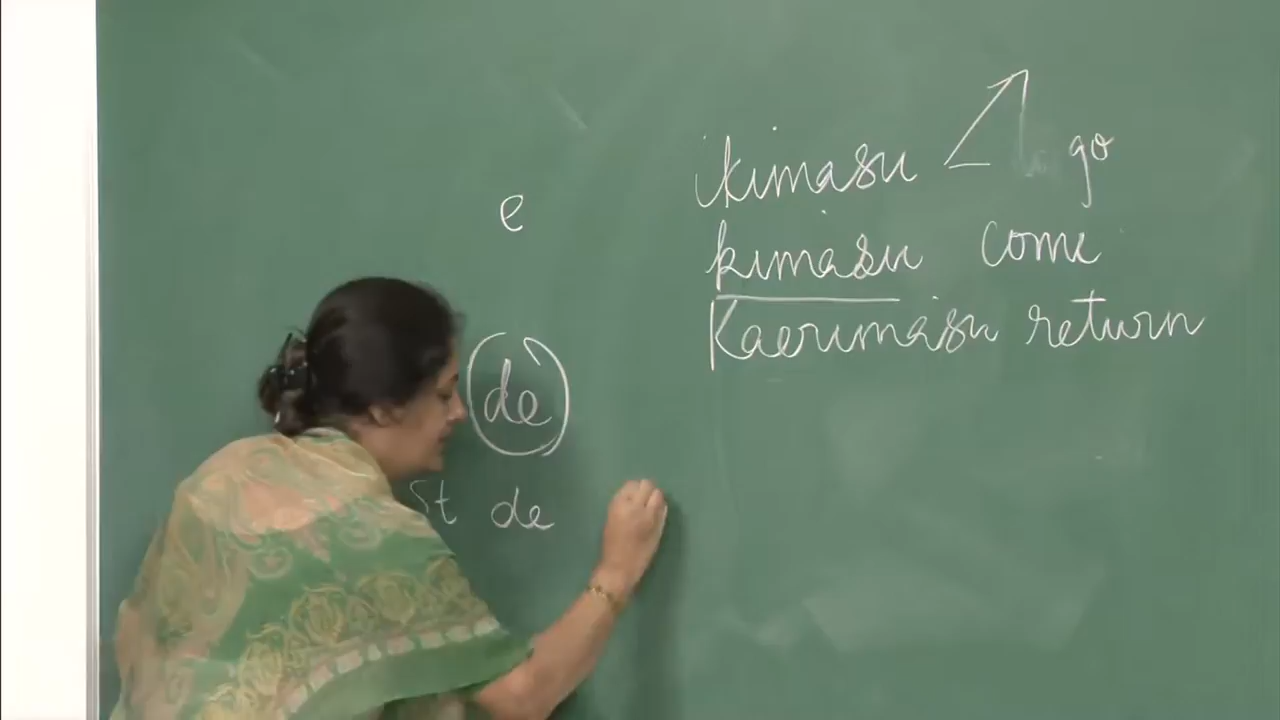 ikimasu go
kimasu come
Kaerimasu return
e
de
st de